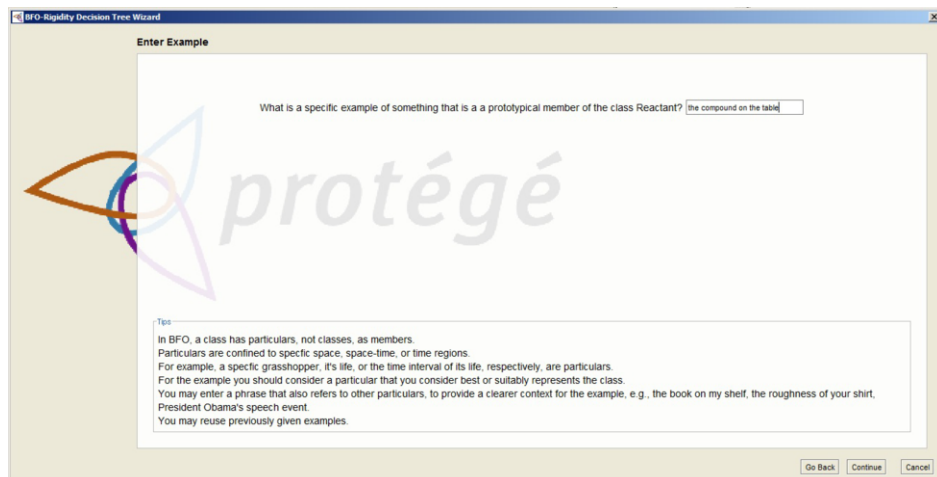 BFO-Rigidity Decision Tree Wizard
Enter Example
What is a specific example of something that is a a prototypical member of the class Reactant? the compound on the table
protégé
Tips
In BFO, a class has particulars, not classes, as members.
Particulars are confined to specfic space, space-time, or time regions.
For example, a specfic grasshopper, it's life, or the time interval of its life, respectively, are particulars.
For the example you should consider a particular that you consider best or suitably represents the class.
You may enter a phrase that also refers to other particulars, to provide a clearer context for the example, e.g., the book on my shelf, the roughness of your shirt,
President Obama's speech event.
You may reuse previously given examples.
Go Back Continue Cancel